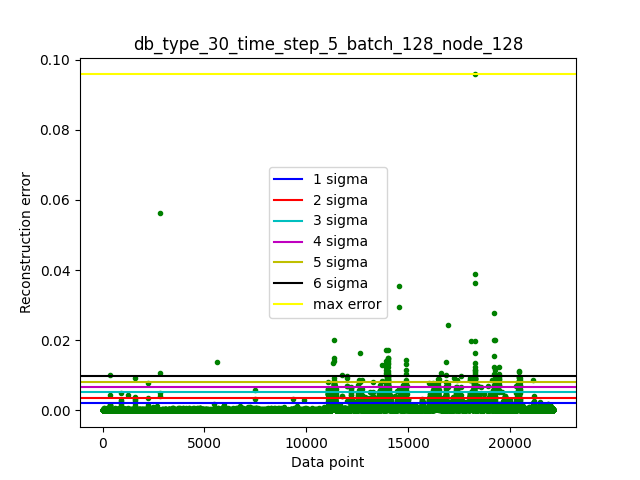 db_type_30_time_step_5_batch_128_node_128
0.10
0.08
0.06
0.04
0.02
0.00
Reconstruction error
1 sigma
2 sigma
3 sigma
4 sigma
5 sigma
6 sigma
max error
0
5000
10000
15000
20000
Data point